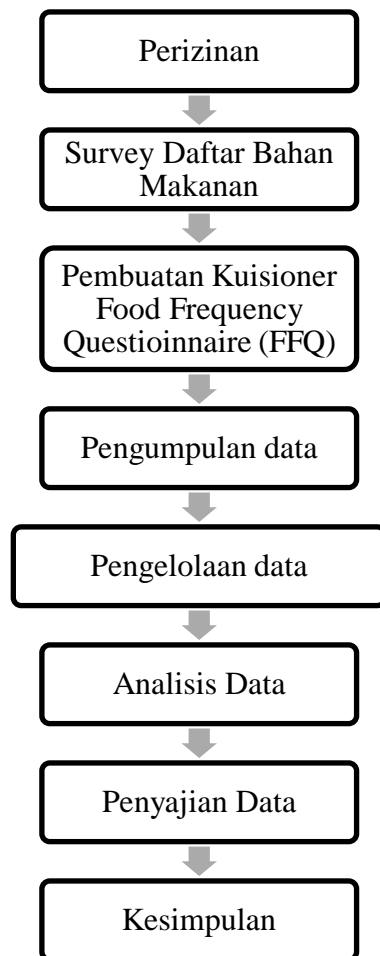 Perizinan
Survey Daftar Bahan
Makanan
Pembuatan Kuisioner
Food Frequency
Questioinnaire (FFQ)
Pengumpulan data
Pengelolaan data
Analisis Data
Penyajian Data
Kesimpulan